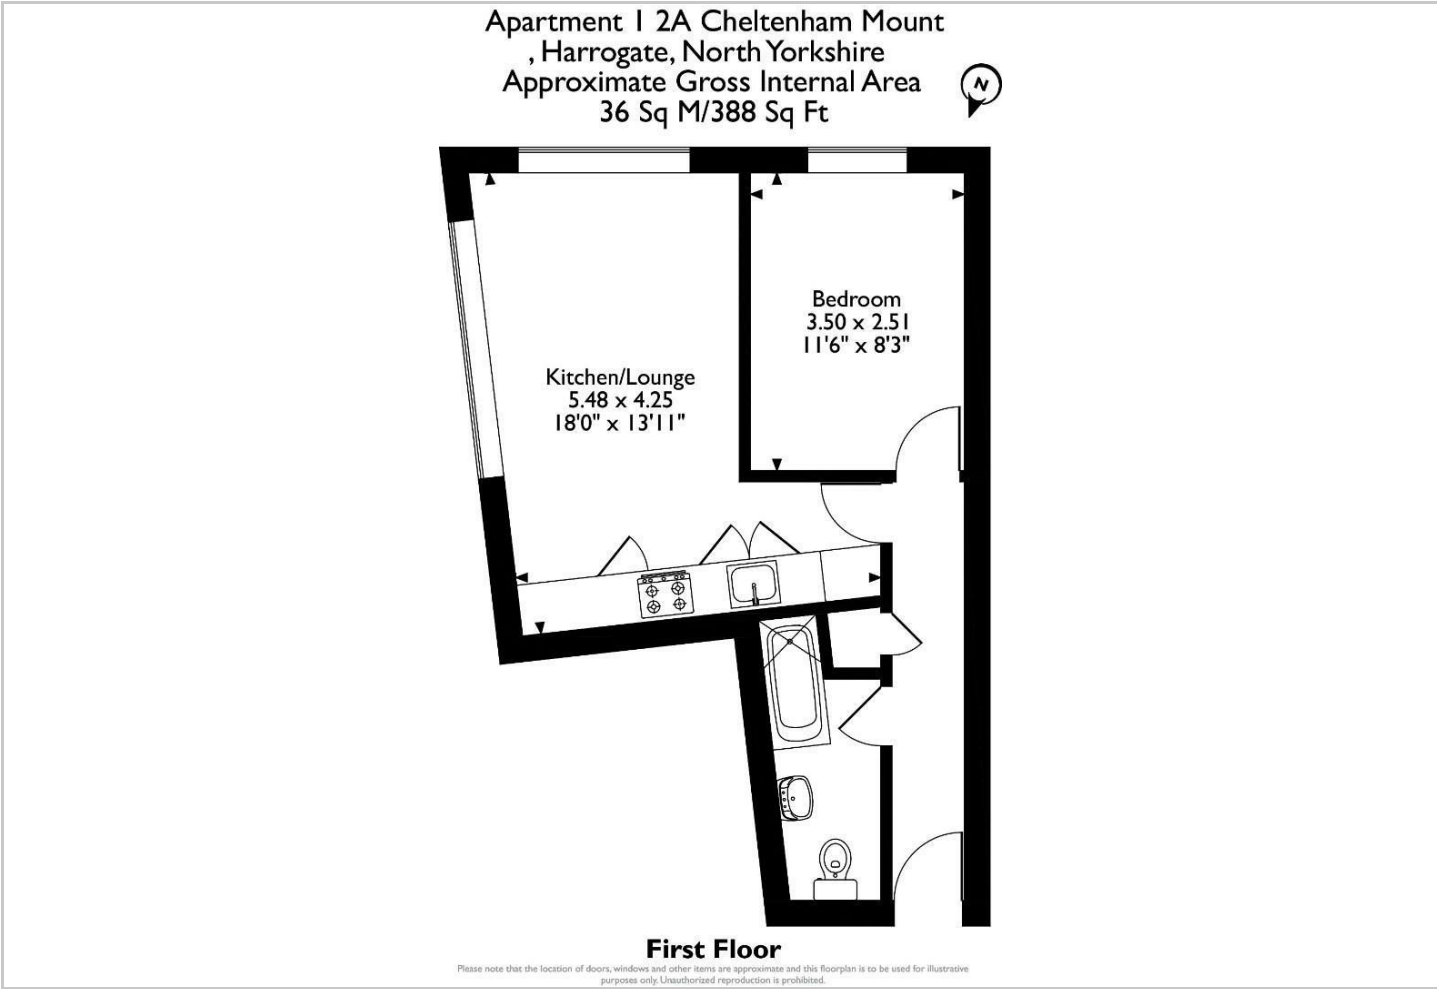 Apartment 1 2A Cheltenham Mount
, Harrogate, North Yorkshire
Approximate Gross Internal Area
36 Sq M/388 Sq Ft
N
Bedroom
3.50 x 2.51
11'6" x 8'3"
Kitchen/Lounge
5.48 x 4.25
18'0" x 13'11"
First Floor
Please note that the location of doors, windows and other items are approximate and this floorplan is to be used for illustrative
purposes only. Unauthorized reproduction is prohibited.